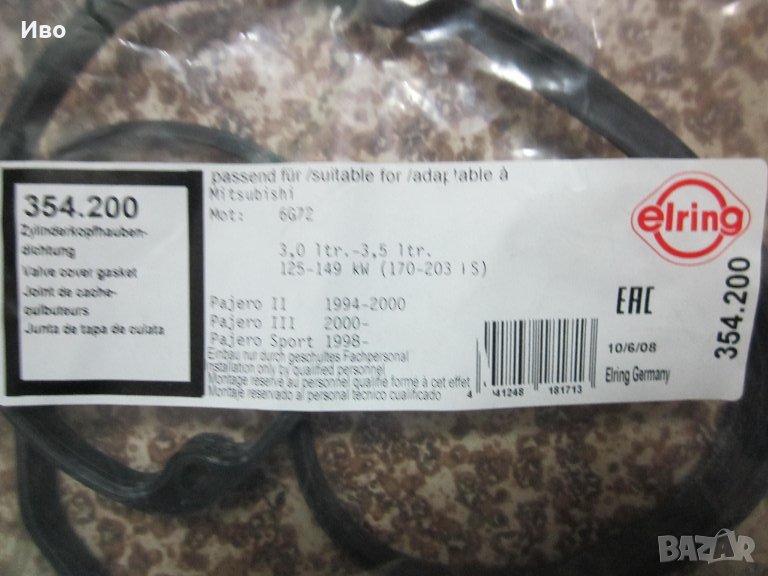 Иво
354.200
Zylinderkopfhauben-
dichtung
Valve cover gasket
Joint de cache-
culbuteurs
Junta de tapa de culata
passend für /suitable for /adaptable à
Mitsubishi
Mot: 6G72
3,0 ltr.-3,5 ltr.
125-149 kW (170-203 PS)
Pajero II 1994-2000
Pajero III 2000-
Pajero Sport 1998-
Einbau nur durch geschultes Fachpersonal
Installation only by qualified personnel
Montage reservé au personnel qualifié formé à cet effet
Montaje reservado al personal técnico cualificado
elring
354.200
EAC
10/6/08
Elring Germany
4 041248 181713
BAZAR